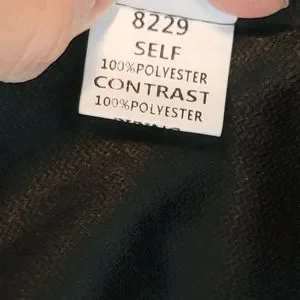 8229
SELF
100%POLYESTER
CONTRAST
100%POLYESTER